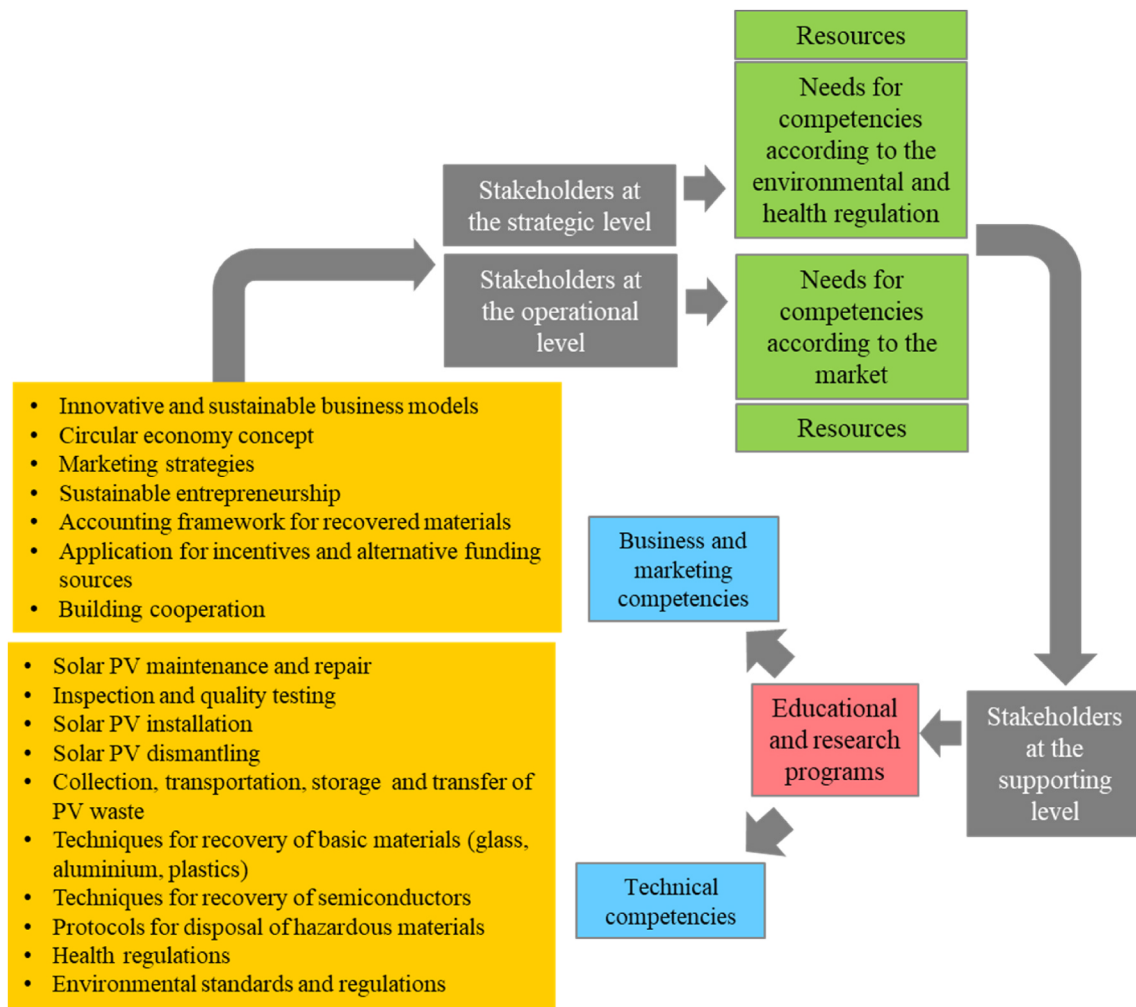 Resources
Needs for
competencies
according to the
environmental and
health regulation
Stakeholders at
the strategic level
Stakeholders at
the operational
level
Needs for
competencies
according to the
market
Resources
• Innovative and sustainable business models
• Circular economy concept
• Marketing strategies
• Sustainable entrepreneurship
• Accounting framework for recovered materials
• Application for incentives and alternative funding
sources
• Building cooperation
Business and
marketing
competencies
• Solar PV maintenance and repair
• Inspection and quality testing
• Solar PV installation
• Solar PV dismantling
• Collection, transportation, storage and transfer of
PV waste
• Techniques for recovery of basic materials (glass,
aluminium, plastics)
• Techniques for recovery of semiconductors
• Protocols for disposal of hazardous materials
• Health regulations
• Environmental standards and regulations
Educational
and research
programs
Stakeholders
at the
supporting
level
Technical
competencies